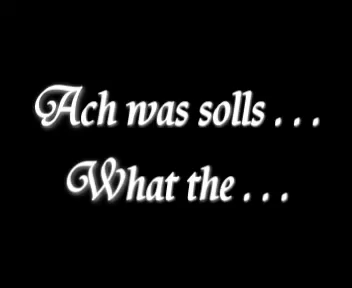 Ach was solls . . .
What the . . .